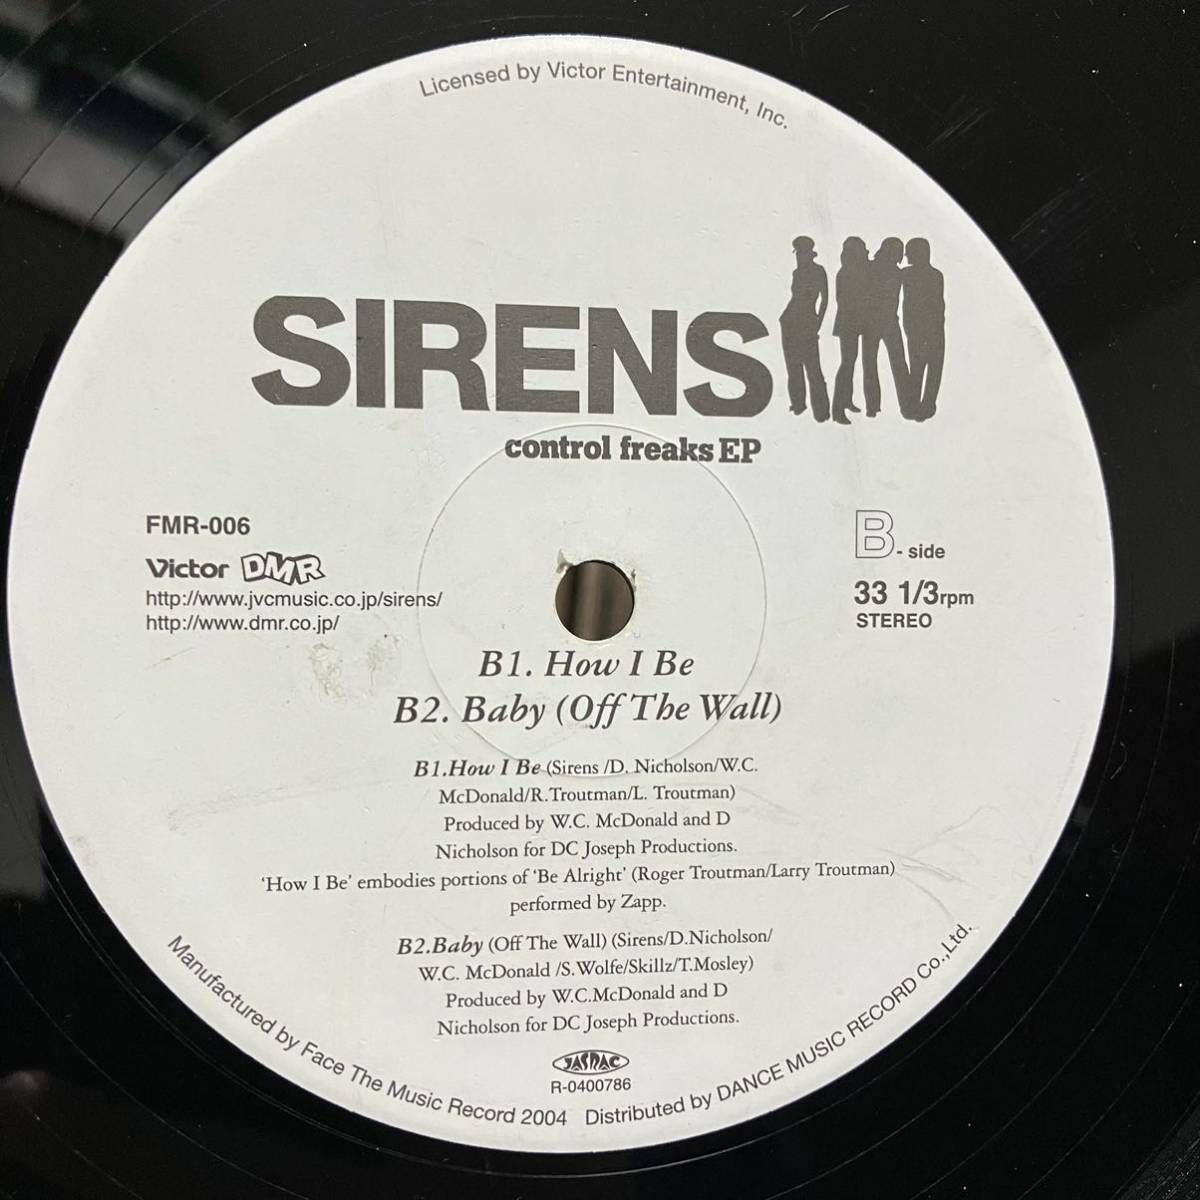 Licensed by Victor Entertainment, Inc.
SIRENS
control freaks EP
FMR-006
Victor DMR
http://www.jvcmusic.co.jp/sirens/
http://www.dmr.co.jp/
B - side
33 1/3rpm
STEREO
B1. How I Be
B2. Baby (Off The Wall)
B1.How I Be (Sirens /D. Nicholson/W.C.
McDonald/R.Troutman/L. Troutman)
Produced by W.C. McDonald and D
Nicholson for DC Joseph Productions.
‘How I Be’ embodies portions of ‘Be Alright’ (Roger Troutman/Larry Troutman)
performed by Zapp.
B2.Baby (Off The Wall) (Sirens/D.Nicholson/
W.C. McDonald /S.Wolfe/Skillz/T.Mosley)
Produced by W.C.McDonald and D
Nicholson for DC Joseph Productions.
JASRAC
R-0400786
Manufactured by Face The Music Record 2004 Distributed by DANCE MUSIC RECORD Co.,Ltd.